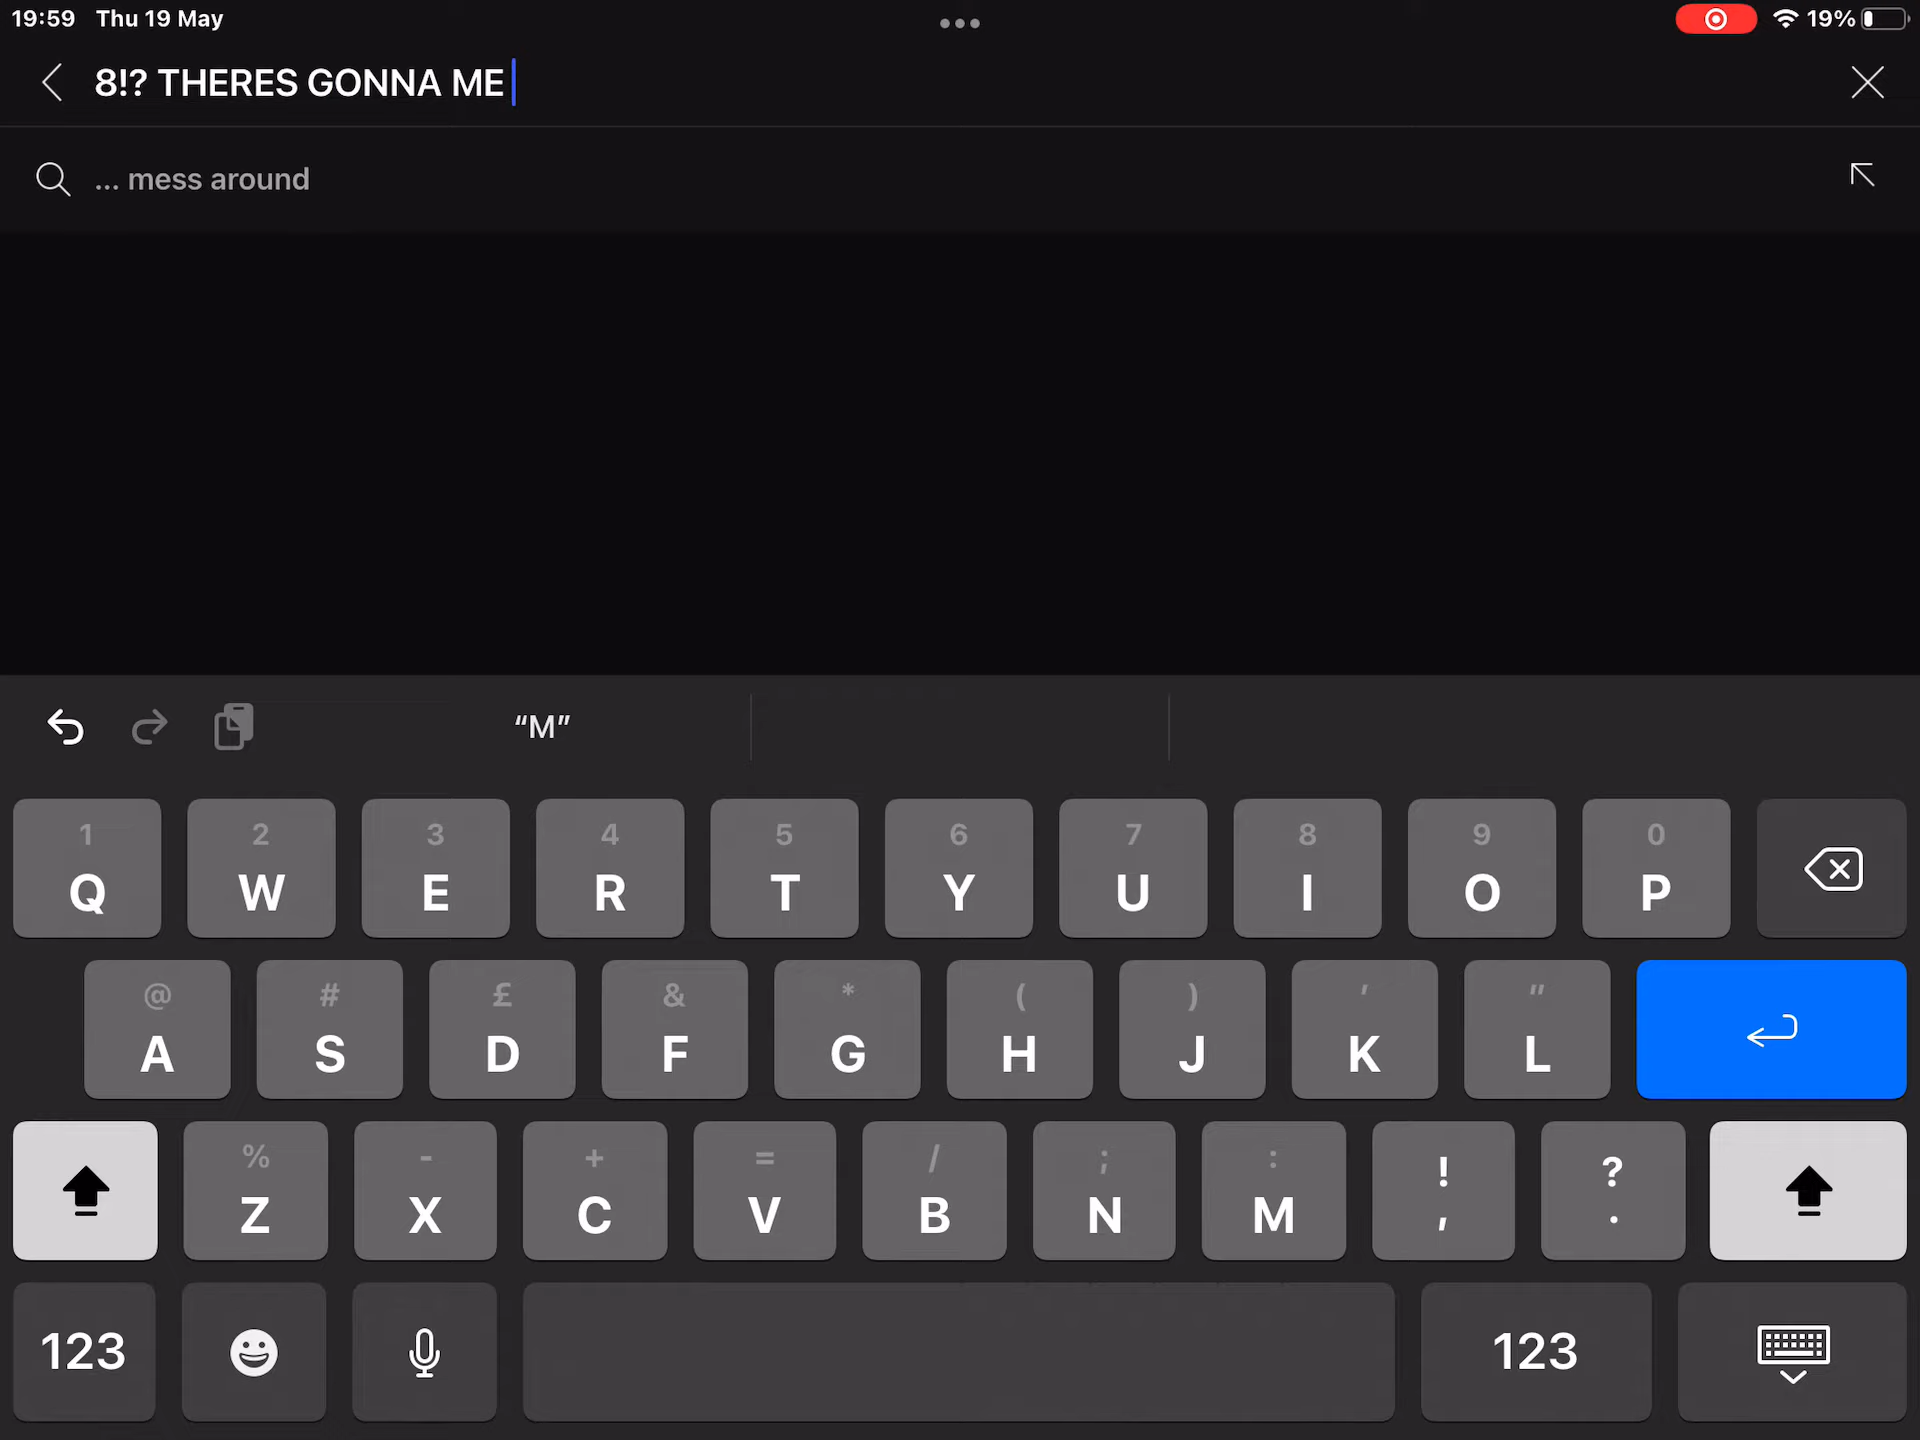 19:59 Thu 19 May
19%
8!? THERES GONNA ME
... mess around
“M”
1 2 3 4 5 6 7 8 9 0
Q W E R T Y U I O P
@ # £ & * ( ) ' "
A S D F G H J K L
% - + = / ; : ! ?
Z X C V B N M , .
123 123